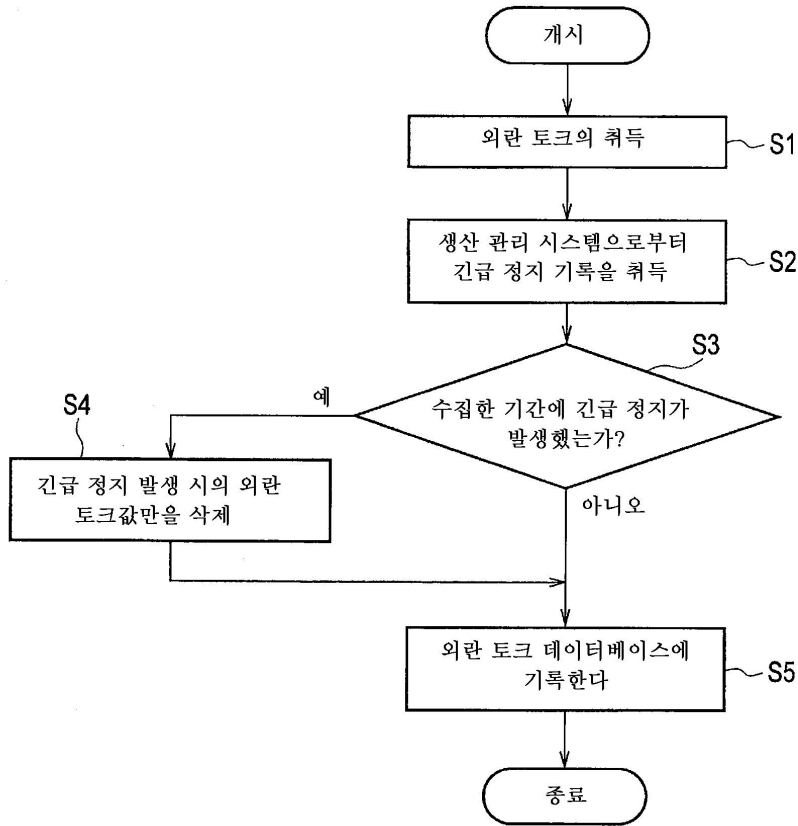 개시
외란 토크의 취득
S1
생산 관리 시스템으로부터
긴급 정지 기록을 취득
S2
S3
수집한 기간에 긴급 정지가
발생했는가?
예
아니오
S4
긴급 정지 발생 시의 외란
토크값만을 삭제
외란 토크 데이터베이스에
기록한다
S5
종료